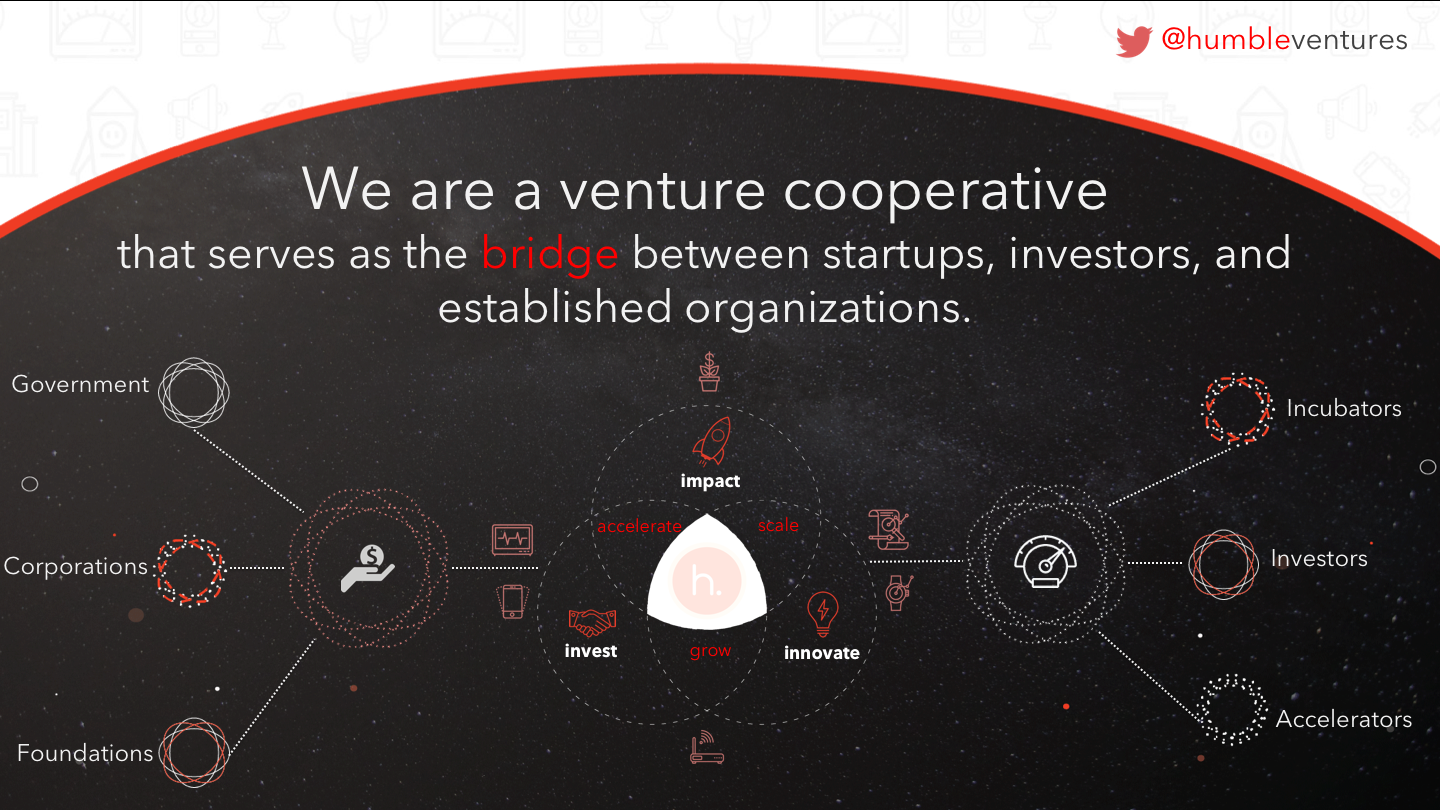 @humbleventures
We are a venture cooperative
that serves as the bridge between startups, investors, and
established organizations.
Government
Corporations
Foundations
impact
accelerate
scale
h.
invest
grow
innovate
Incubators
Investors
Accelerators